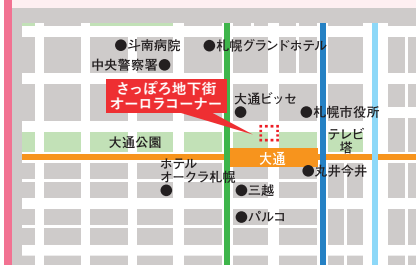 斗南病院
札幌グランドホテル
中央警察署
さっぽろ地下街
オーロラコーナー
大通ビッセ
札幌市役所
大通公園
テレビ
塔
大通
ホテル
オークラ札幌
丸井今井
三越
パルコ